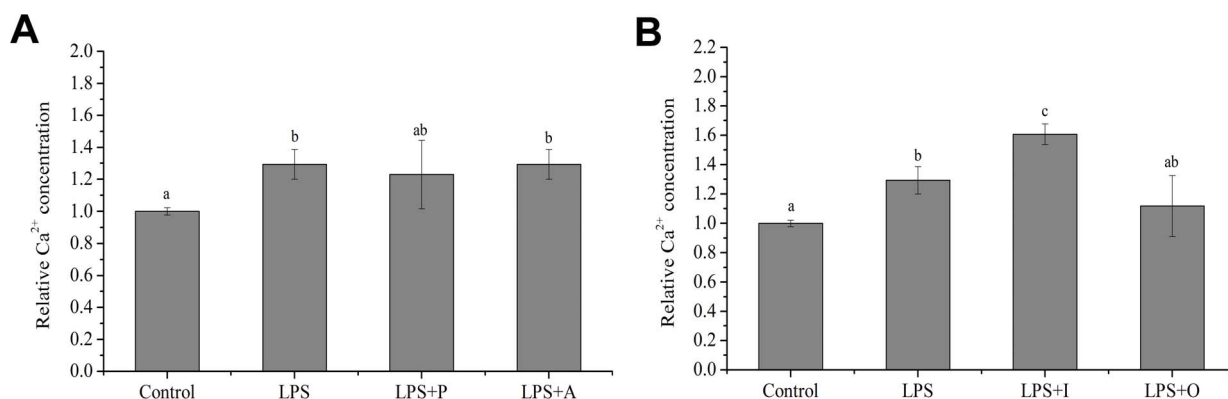 A
Relative Ca²⁺ concentration
2.0
1.8
1.6
1.4
1.2
1.0
0.8
0.6
0.4
0.2
0.0
a
b
ab
b
Control LPS LPS+P LPS+A
B
Relative Ca²⁺ concentration
2.2
2.0
1.8
1.6
1.4
1.2
1.0
0.8
0.6
0.4
0.2
0.0
a
b
c
ab
Control LPS LPS+I LPS+O